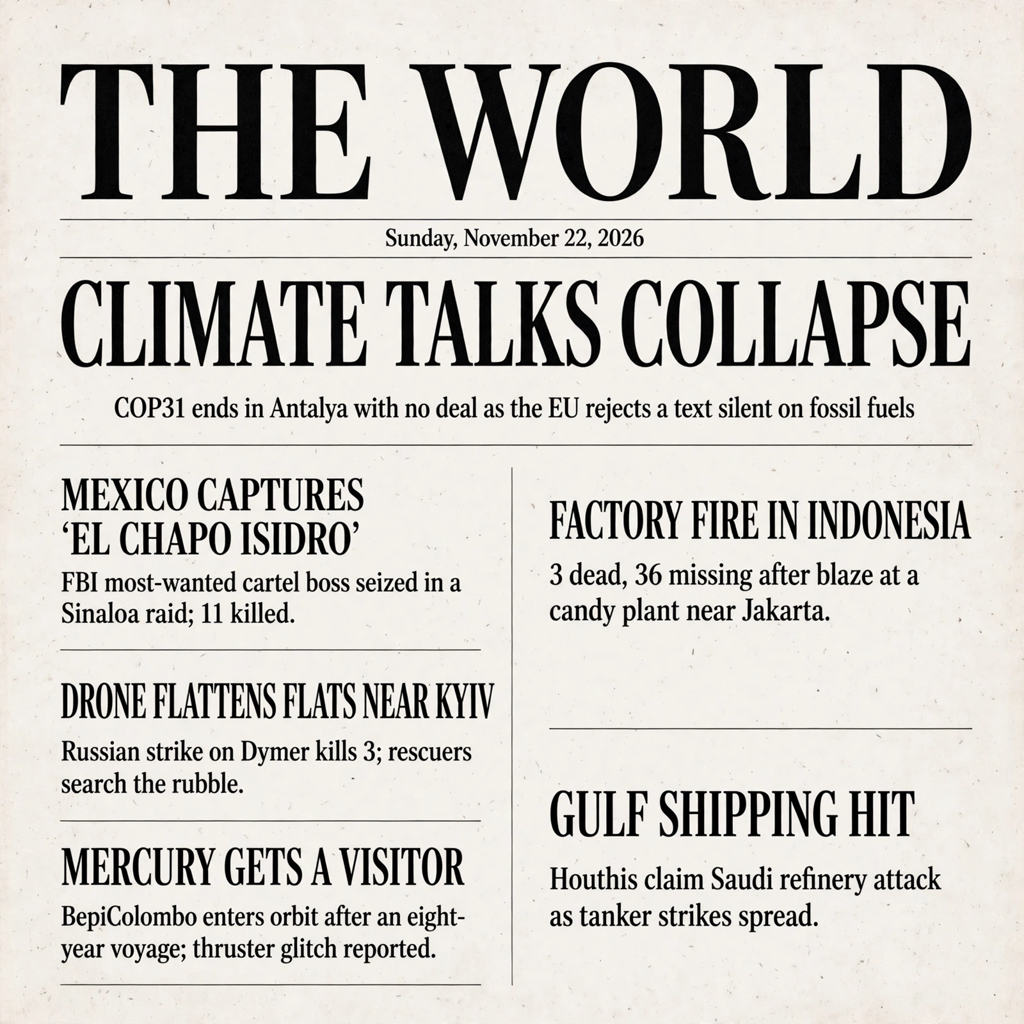 THE WORLD
Sunday, November 22, 2026
CLIMATE TALKS COLLAPSE
COP31 ends in Antalya with no deal as the EU rejects a text silent on fossil fuels
MEXICO CAPTURES
‘EL CHAPO ISIDRO’
FBI most-wanted cartel boss seized in a
Sinaloa raid; 11 killed.
DRONE FLATTENS FLATS NEAR KYIV
Russian strike on Dymer kills 3; rescuers
search the rubble.
MERCURY GETS A VISITOR
BepiColombo enters orbit after an eight-
year voyage; thruster glitch reported.
FACTORY FIRE IN INDONESIA
3 dead, 36 missing after blaze at a
candy plant near Jakarta.
GULF SHIPPING HIT
Houthis claim Saudi refinery attack
as tanker strikes spread.